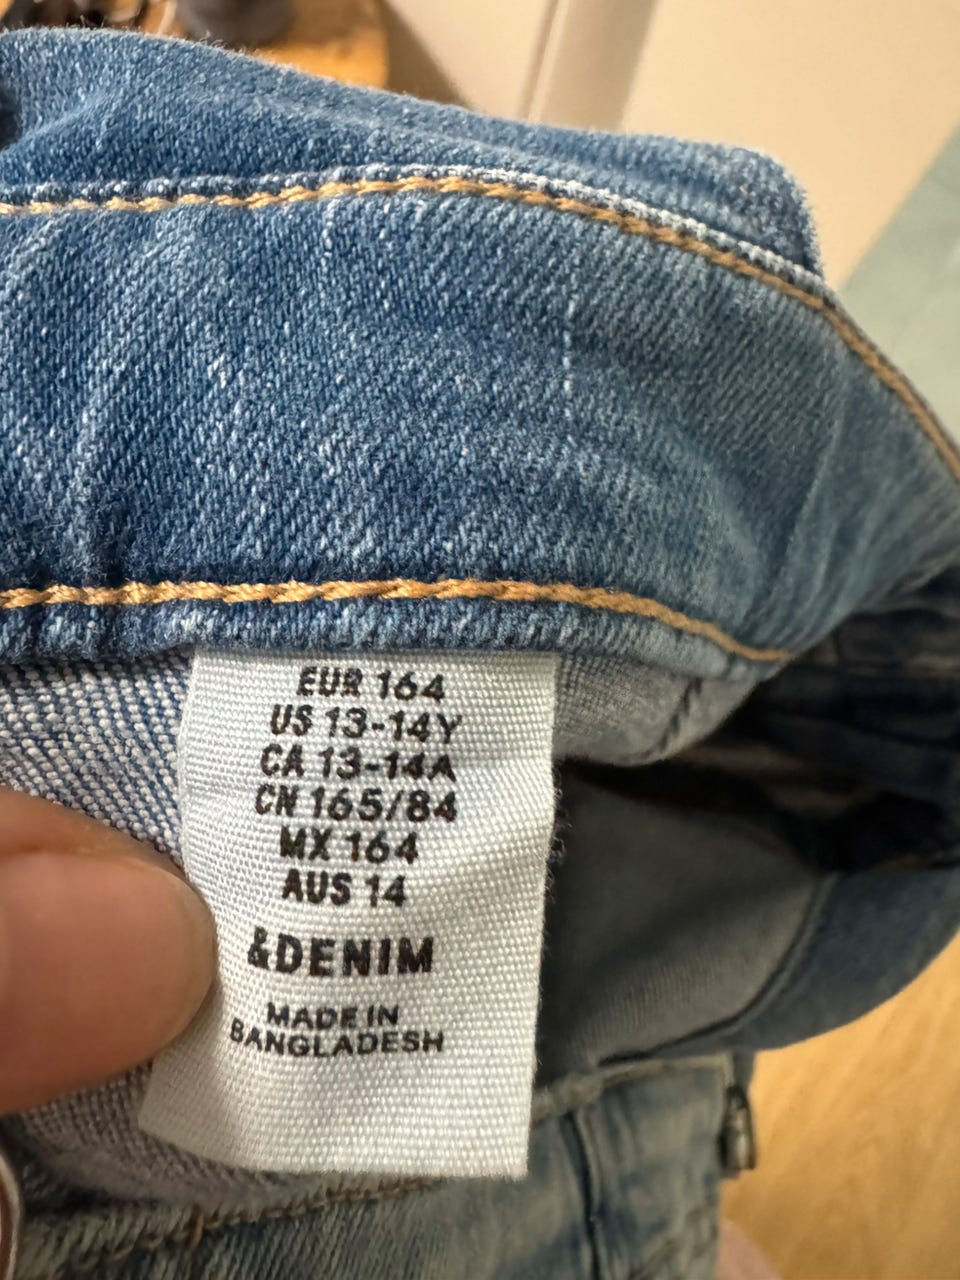 EUR 164
US 13-14Y
CA 13-14A
CN 165/84
MX 164
AUS 14
&DENIM
MADE IN
BANGLADESH